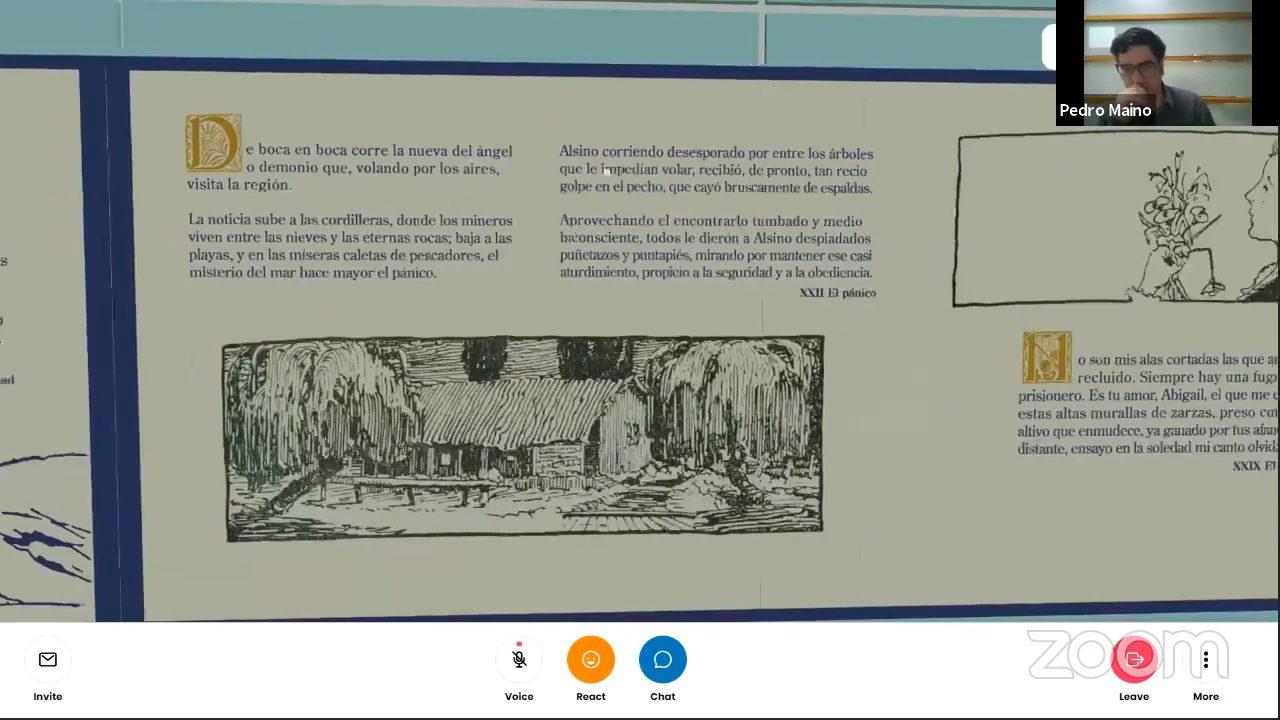 Pedro Maino
De boca en boca corre la nueva del ángel
o demonio que, volando por los aires,
visita la región.
La noticia sube a las cordilleras, donde los mineros
viven entre las nieves y las eternas rocas; baja a las
playas, y en las míseras caletas de pescadores, el
misterio del mar hace mayor el pánico.
Alsino corriendo desesporado por entre los árboles
que le impedían volar, recibió, de pronto, tan recio
golpe en el pecho, que cayó bruscamente de espaldas.
Aprovechando el encontrarlo tumbado y medio
inconsciente, todos le dieron a Alsino despiadados
puñetazos y puntapiés, mirando por mantener ese casi
aturdimiento, propicio a la seguridad y a la obediencia.
XXII El pánico
No son mis alas cortadas las que
recluido. Siempre hay una
prisionero. Es tu amor, Abigail, el que me
estas altas murallas de zarzas, preso
altivo que enmudece, ya ganado por tus
distante, ensayo en la soledad mi canto
XXIX
zoom
Invite
Voice
React
Chat
Leave
More